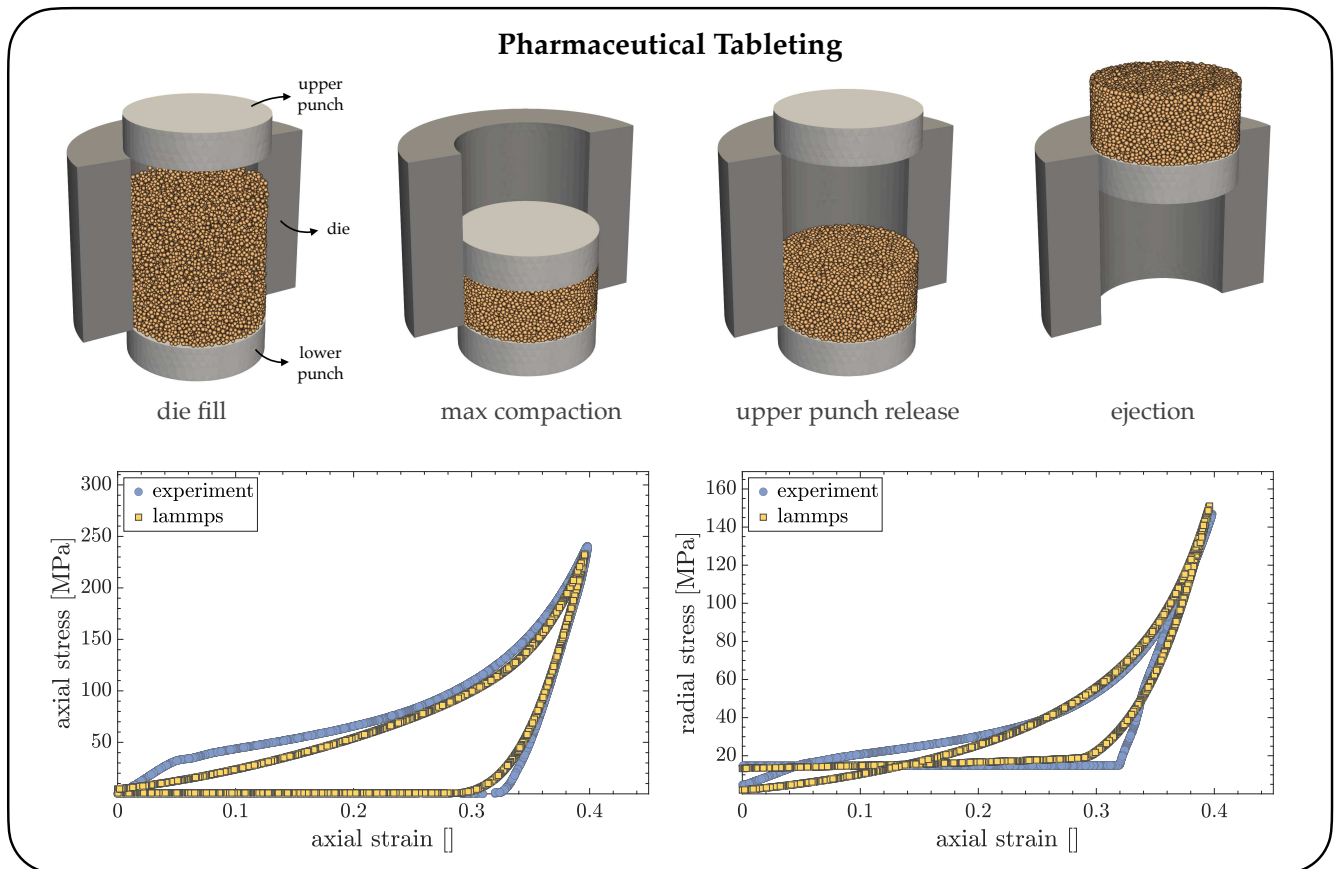 Pharmaceutical Tableting
upper
punch
die
lower
punch
die fill
max compaction
upper punch release
ejection
experiment
lammps
axial stress [MPa]
300
250
200
150
100
50
0
0.1
0.2
0.3
0.4
axial strain []
experiment
lammps
radial stress [MPa]
160
140
120
100
80
60
40
20
0
0.1
0.2
0.3
0.4
axial strain []